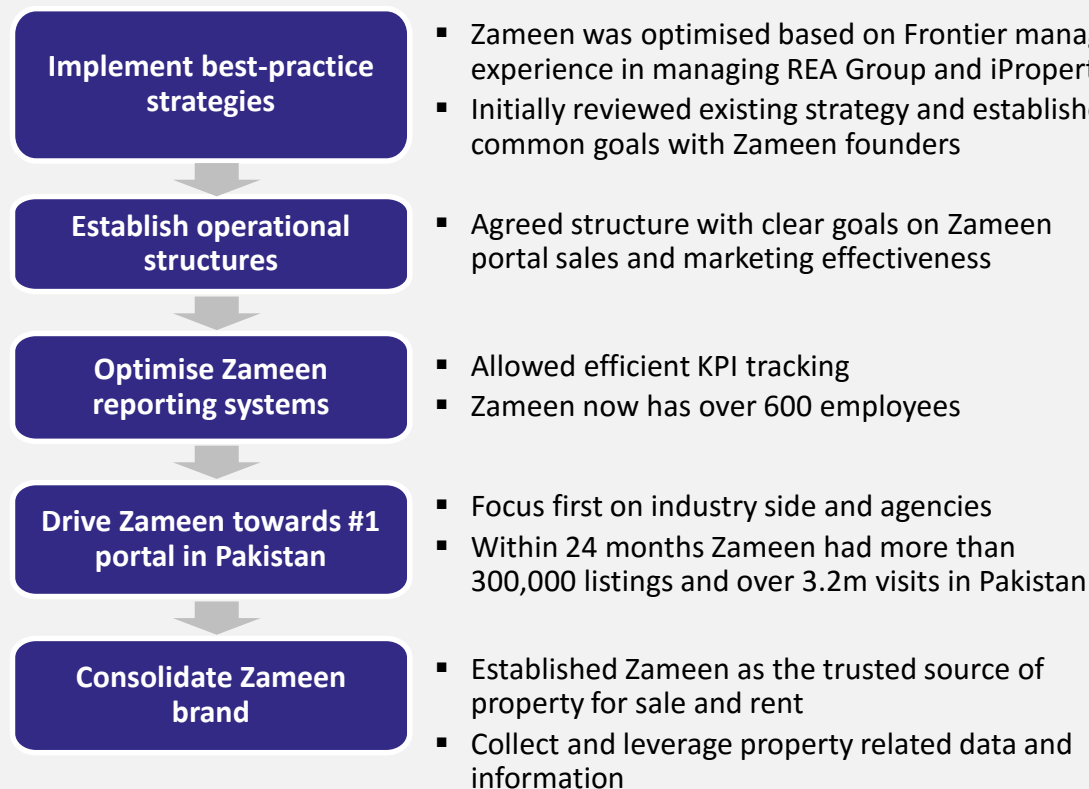 Implement best-practice
strategies
▪ Zameen was optimised based on Frontier
experience in managing REA Group and
▪ Initially reviewed existing strategy and
common goals with Zameen founders
Establish operational
structures
▪ Agreed structure with clear goals on Zameen
portal sales and marketing effectiveness
Optimise Zameen
reporting systems
▪ Allowed efficient KPI tracking
▪ Zameen now has over 600 employees
Drive Zameen towards #1
portal in Pakistan
▪ Focus first on industry side and agencies
▪ Within 24 months Zameen had more than
300,000 listings and over 3.2m visits in Pakistan
Consolidate Zameen
brand
▪ Established Zameen as the trusted source of
property for sale and rent
▪ Collect and leverage property related data and
information